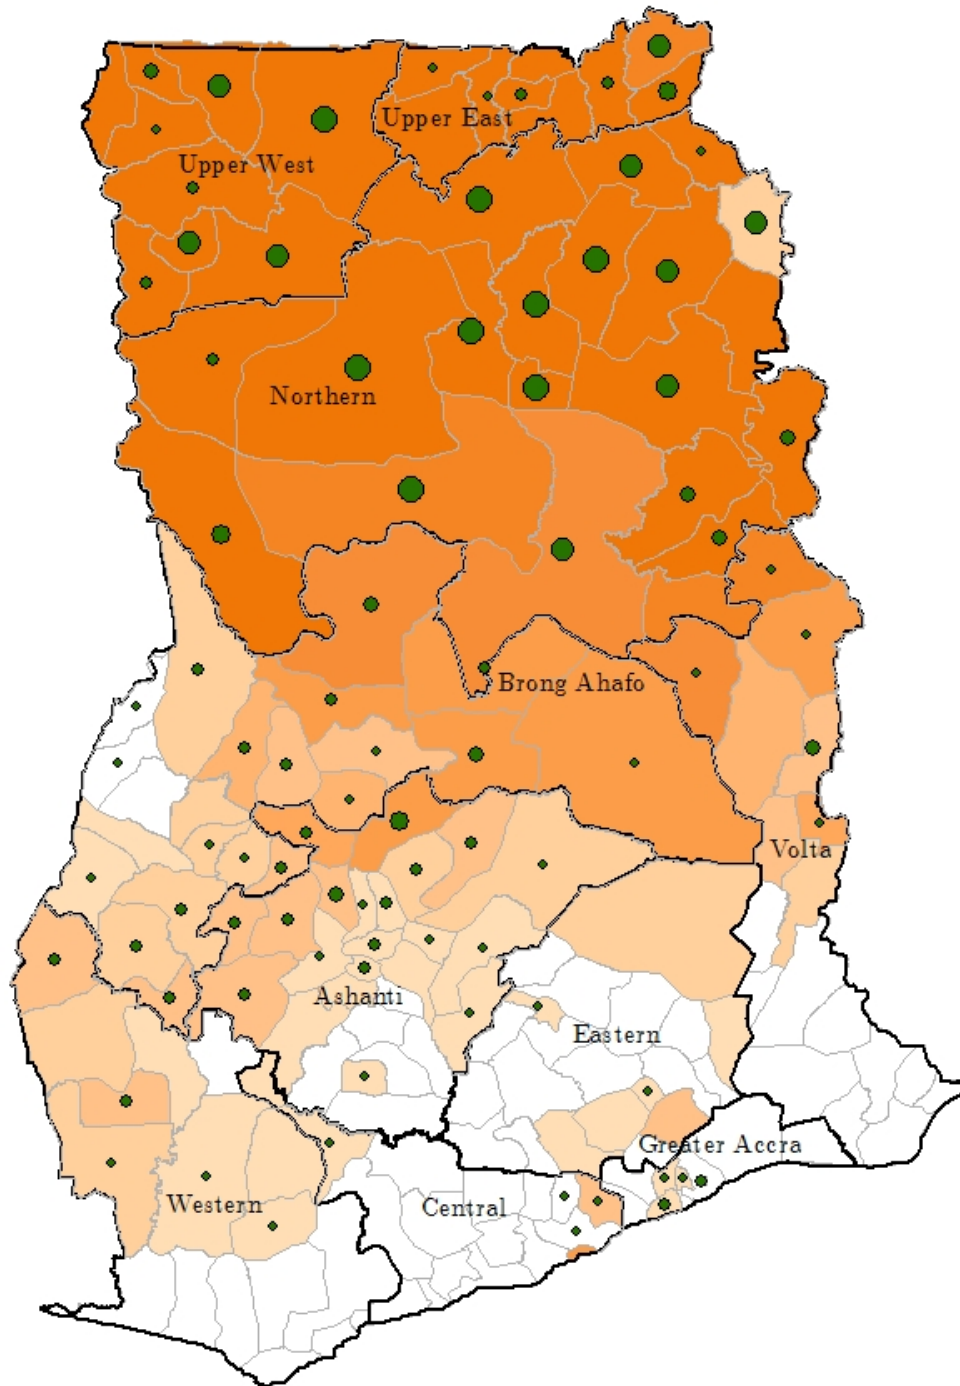 Upper East
Upper West
Northern
Brong Ahafo
Volta
Ashanti
Eastern
Greater Accra
Western
Central